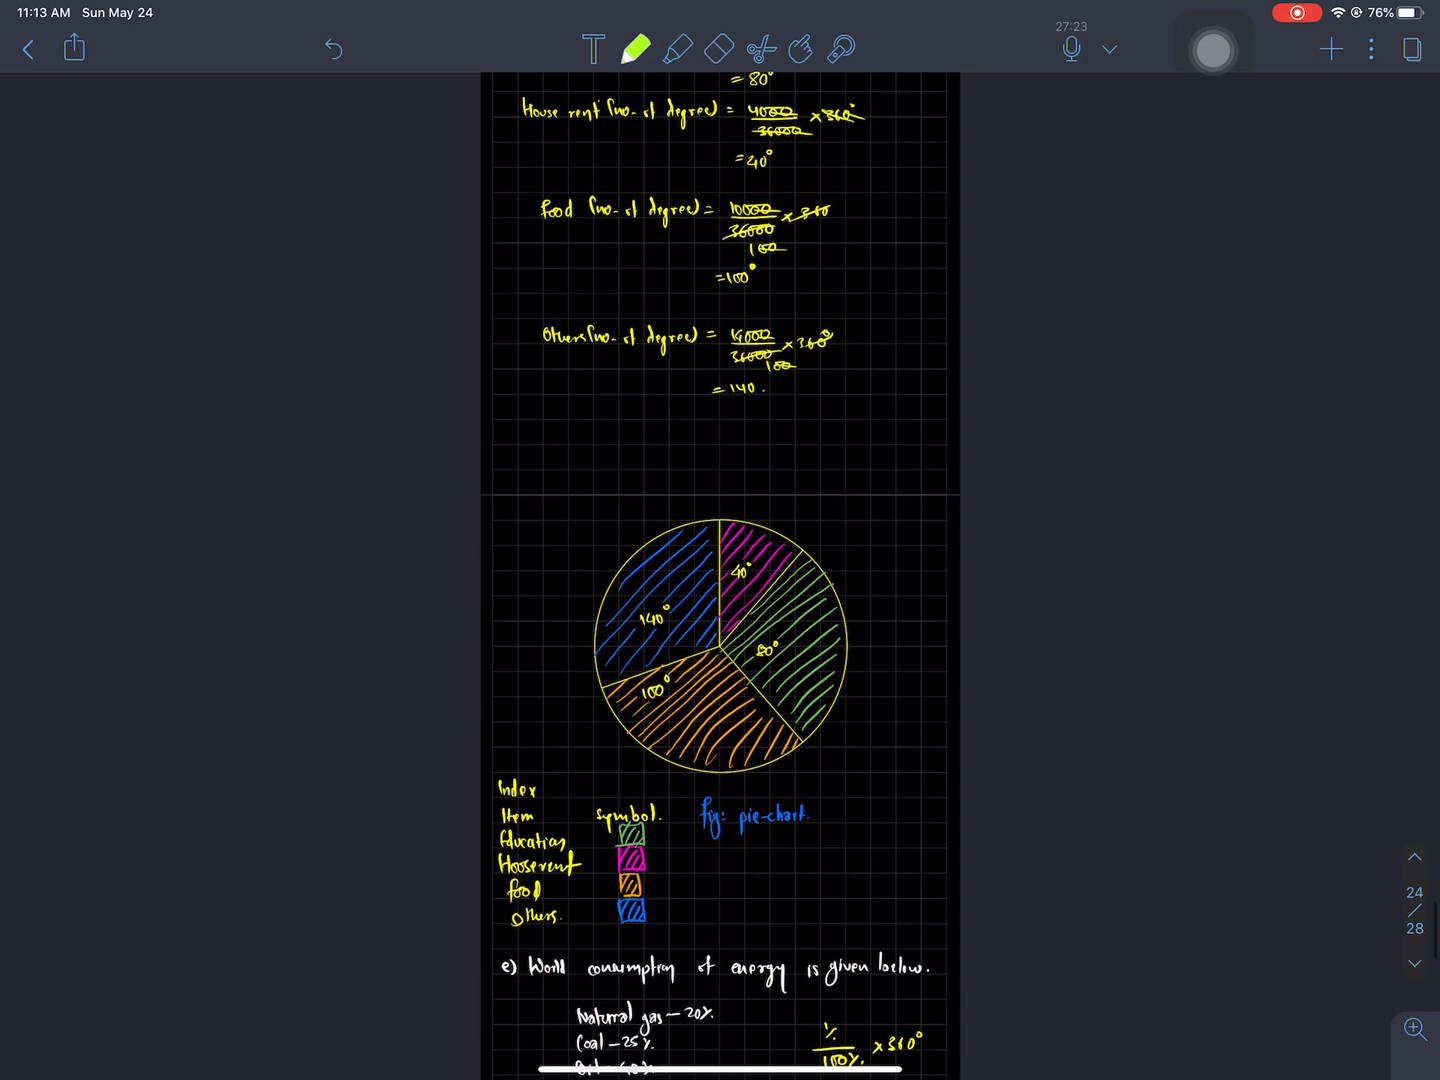 11:13 AM Sun May 24
76%
27:23
T
= 80°
House rent (no. of degree) = 4000/36000 × 360°
= 40°
food (no. of degree) = 10000/36000 × 360
100
= 100°
Others (no. of degree) = 14000/36000 × 360°
100
= 140.
40°
140°
80°
100°
Index
Item symbol. fig: pie-chart.
Education
House rent
food
others.
24
/
28
e) World consumption of energy is given below.
Natural gas – 20%.
Coal – 25%.
%/100% × 360°